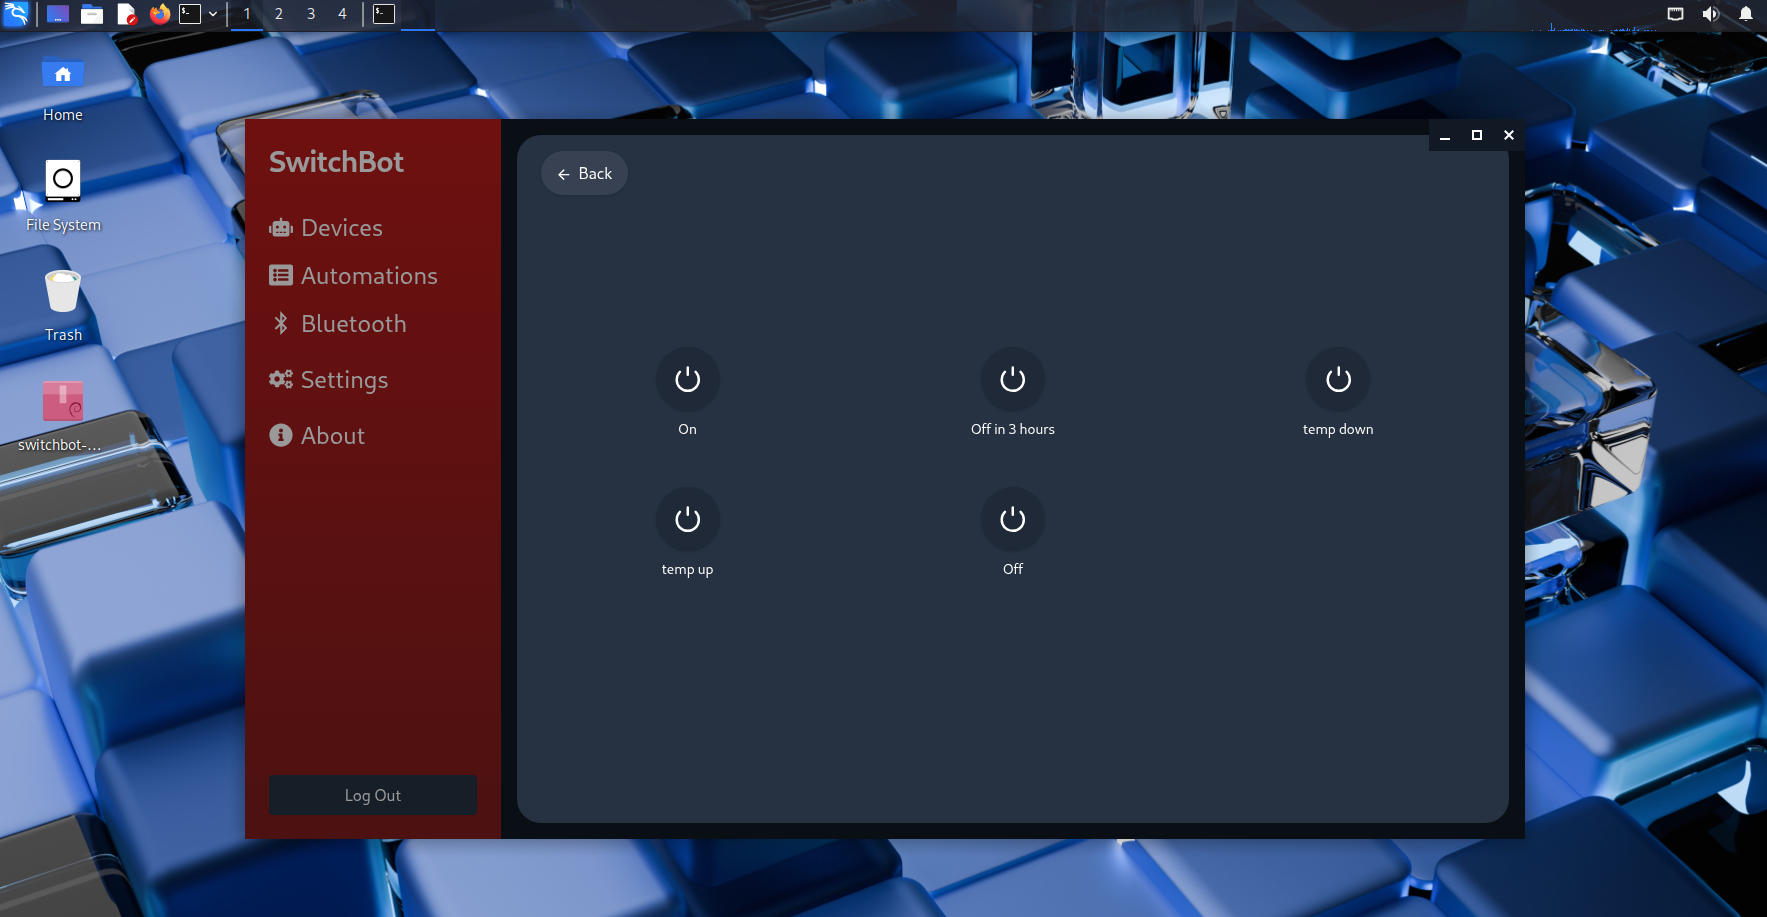 1 2 3 4
Home
File System
Trash
switchbot-...
SwitchBot
Devices
Automations
Bluetooth
Settings
About
Log Out
← Back
On
Off in 3 hours
temp down
temp up
Off